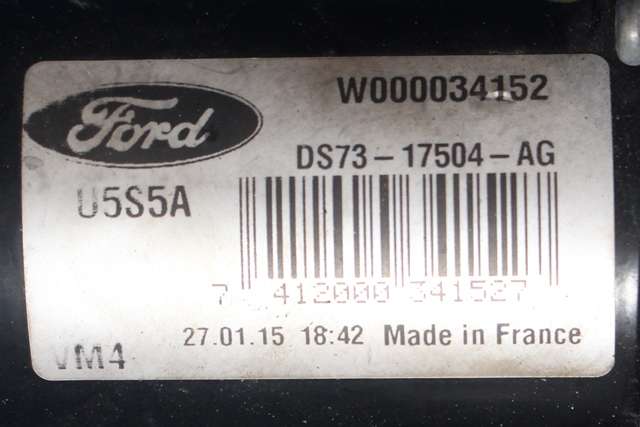 W000034152
Ford
DS73-17504-AG
U5S5A
7 412000 341527
27.01.15 18:42 Made in France
VM4